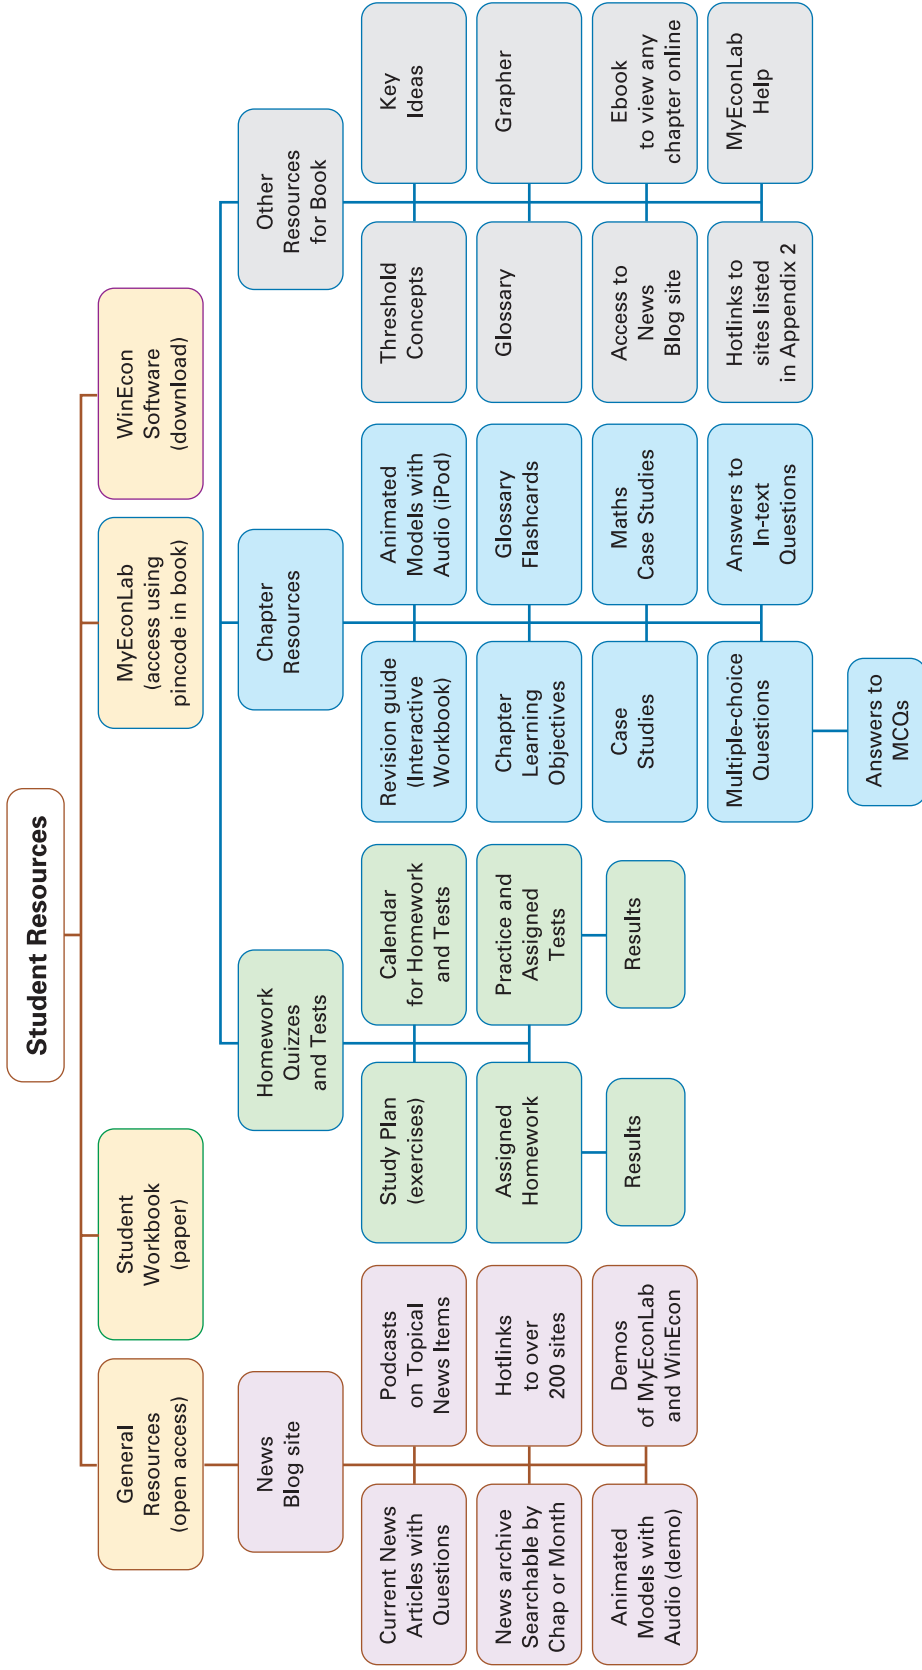 Student Resources
General
Resources
(open access)
Student
Workbook
(paper)
MyEconLab
(access using
pincode in book)
WinEcon
Software
(download)
News
Blog site
Homework
Quizzes
and Tests
Chapter
Resources
Other
Resources
for Book
Current News
Articles with
Questions
Podcasts
on Topical
News Items
News archive
Searchable by
Chap or Month
Hotlinks
to over
200 sites
Animated
Models with
Audio (demo)
Demos
of MyEconLab
and WinEcon
Study Plan
(exercises)
Calendar
for Homework
and Tests
Assigned
Homework
Practice and
Assigned
Tests
Results
Results
Revision guide
(Interactive
Workbook)
Animated
Models with
Audio (iPod)
Chapter
Learning
Objectives
Glossary
Flashcards
Case
Studies
Maths
Case Studies
Multiple-choice
Questions
Answers to
In-text
Questions
Answers to
MCQs
Threshold
Concepts
Key
Ideas
Glossary
Grapher
Access to
News
Blog site
Ebook
to view any
chapter online
Hotlinks to
sites listed
in Appendix 2
MyEconLab
Help